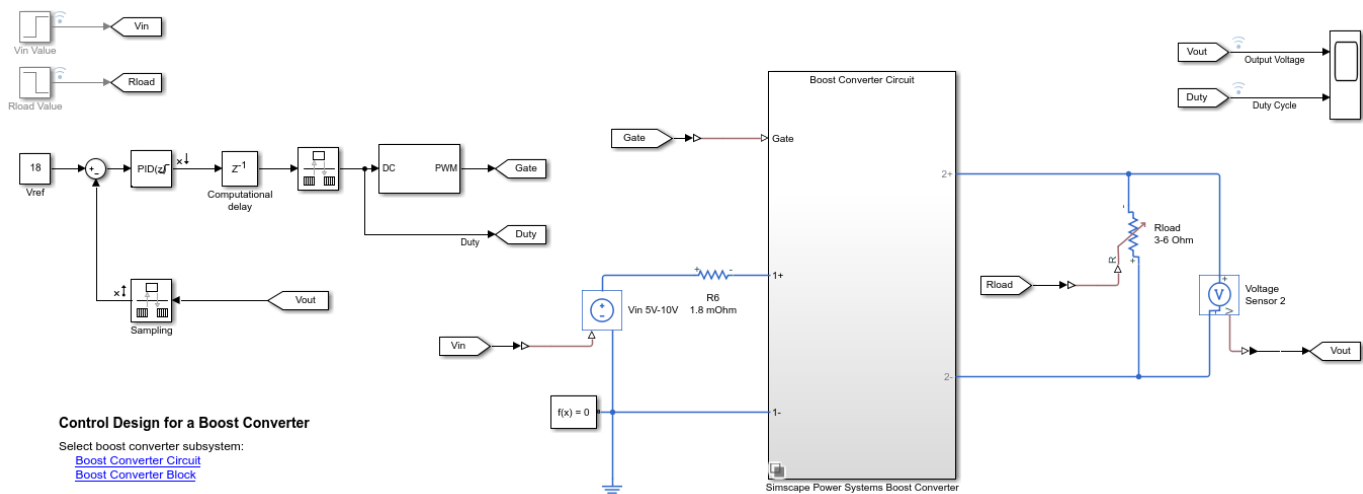 Vin
Vin Value
Rload
Rload Value
18
Vref
+
-
PID(z)
Z-1
Computational
delay
DC
PWM
Gate
Duty
Duty
Vout
Sampling
Control Design for a Boost Converter
Select boost converter subsystem:
Boost Converter Circuit
Boost Converter Block
Gate
Boost Converter Circuit
Gate
2+
1+
2-
1-
Simscape Power Systems Boost Converter
+
-
R6
1.8 mOhm
+
-
Vin 5V-10V
Vin
f(x) = 0
-
Rload
3-6 Ohm
R
+
Rload
+
V
-
V
Voltage
Sensor 2
Vout
Vout
Output Voltage
Duty
Duty Cycle